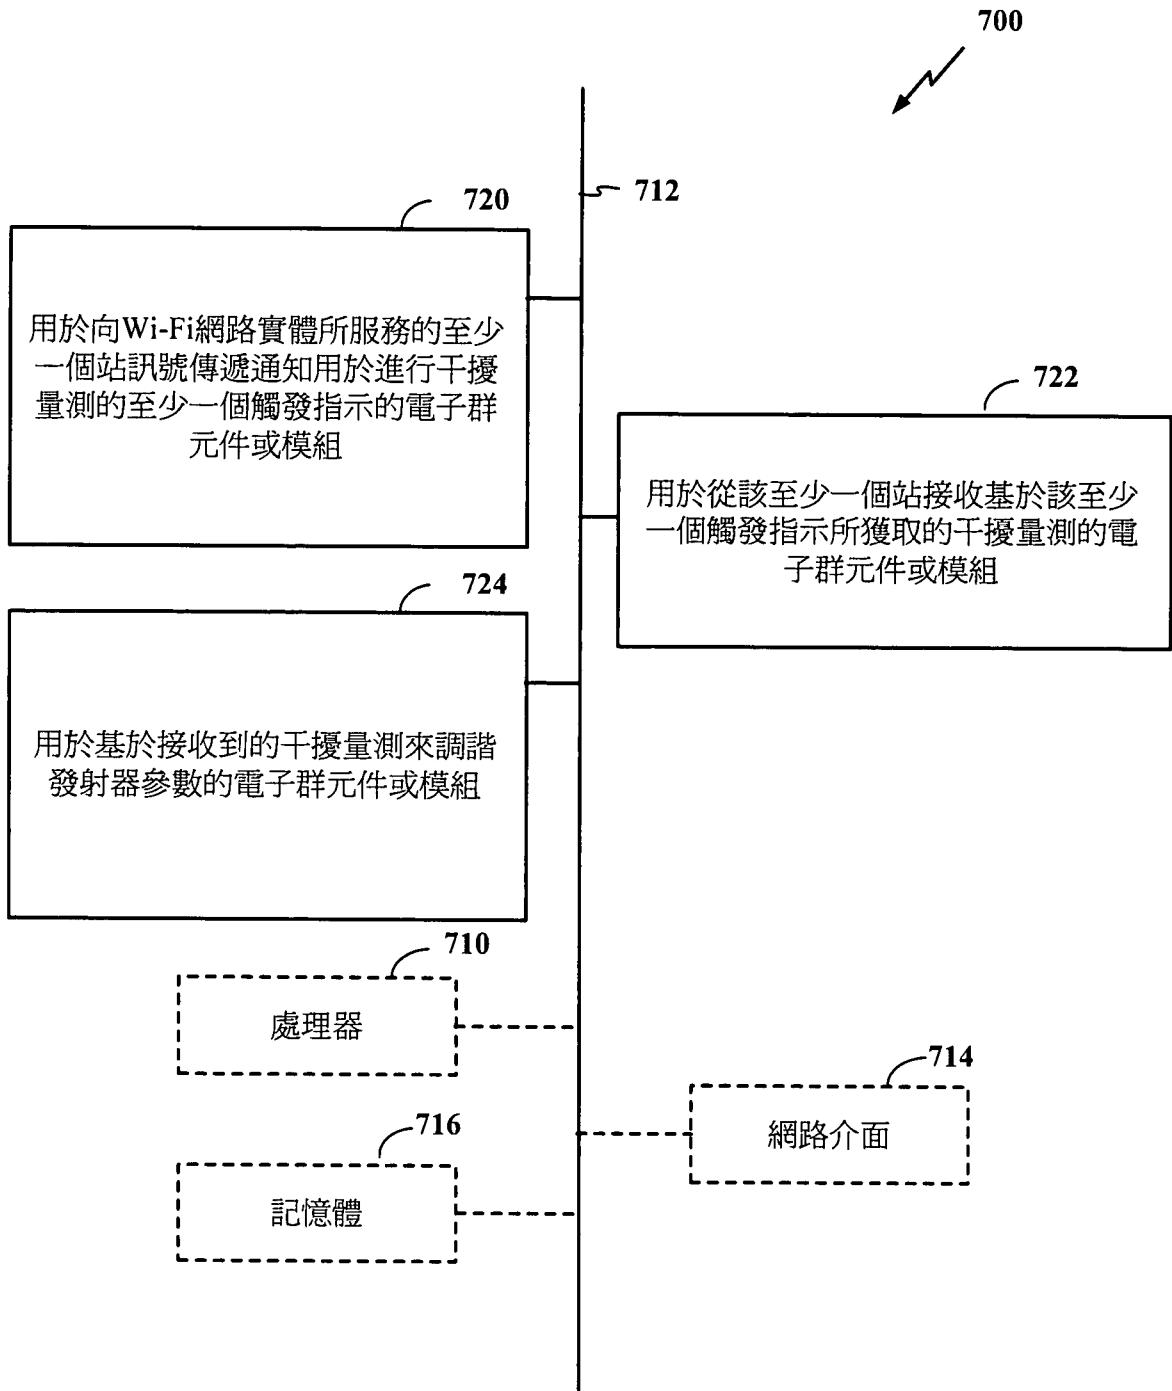 700
712
720
用於向Wi-Fi網路實體所服務的至少
一個站訊號傳遞通知用於進行干擾
量測的至少一個觸發指示的電子群
元件或模組
722
用於從該至少一個站接收基於該至少
一個觸發指示所獲取的干擾量測的電
子群元件或模組
724
用於基於接收到的干擾量測來調諧
發射器參數的電子群元件或模組
710
處理器
714
網路介面
716
記憶體